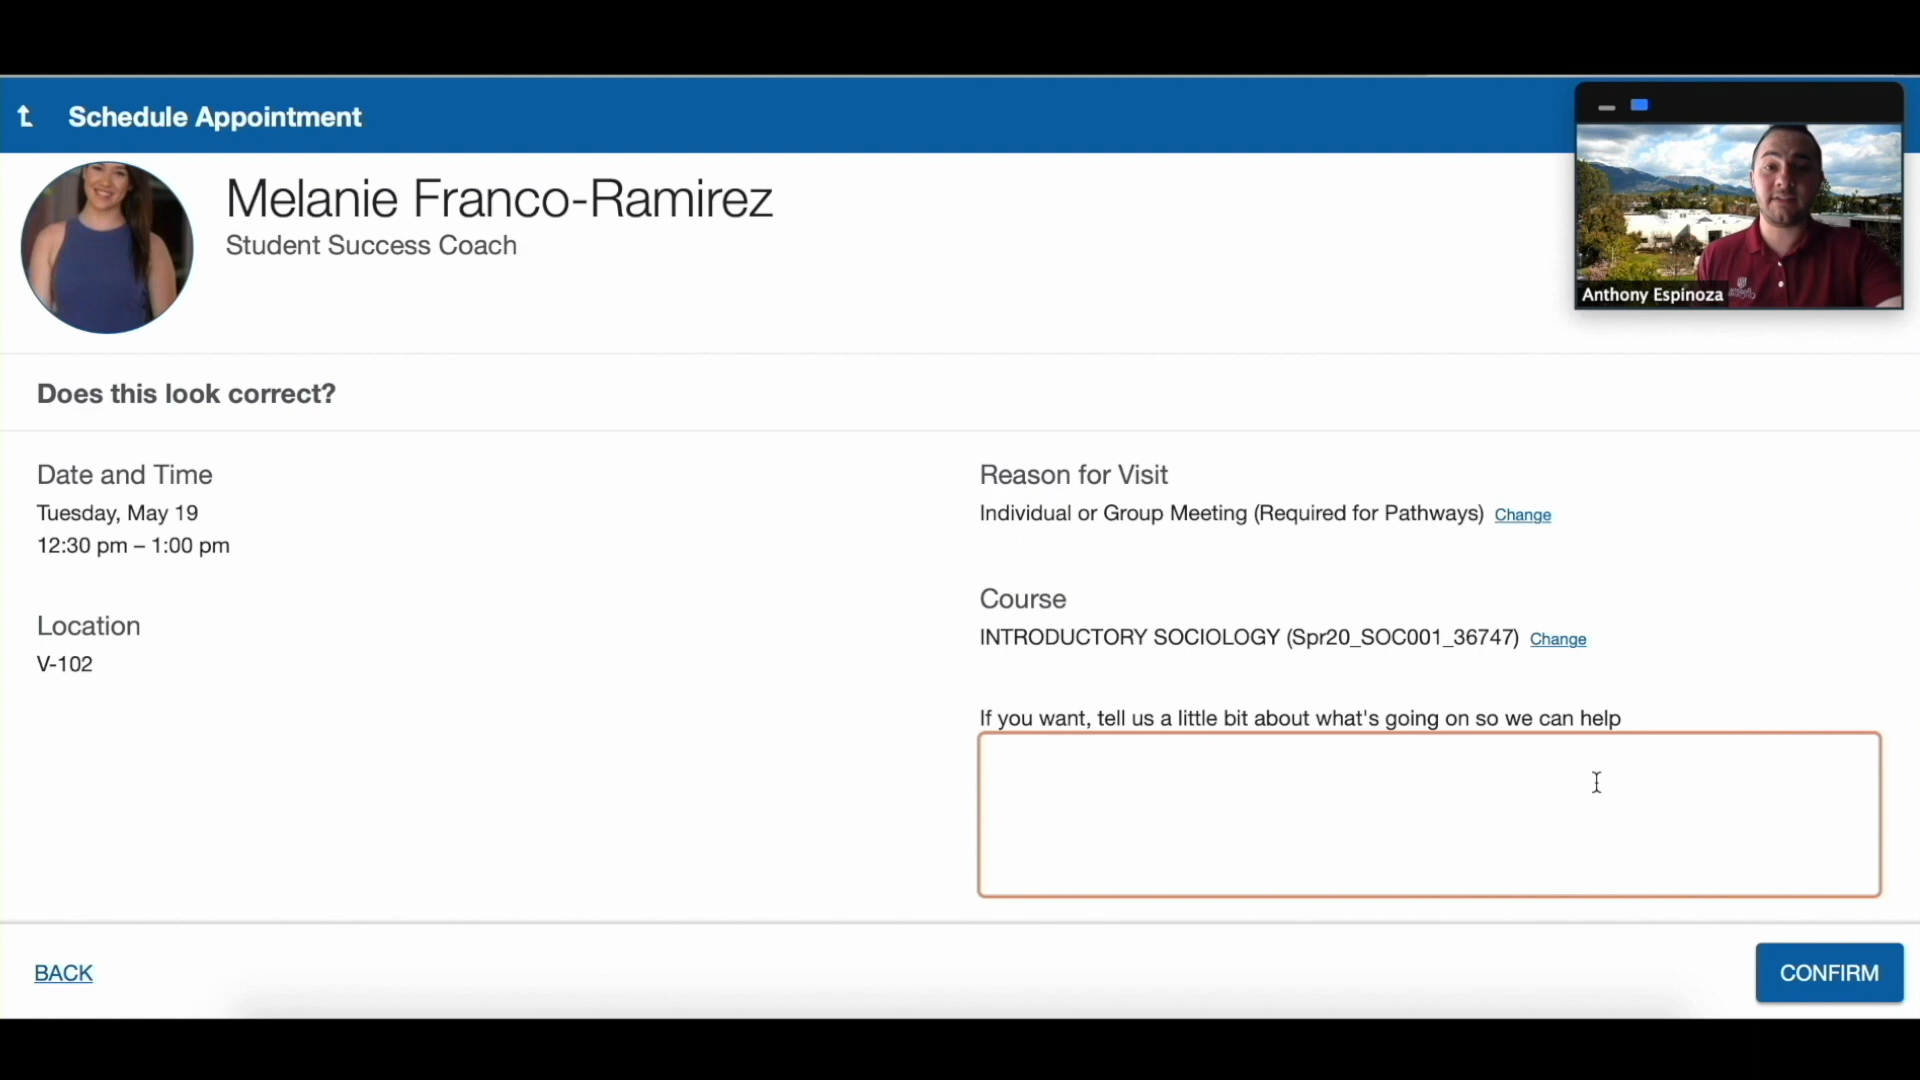 Schedule Appointment
Melanie Franco-Ramirez
Student Success Coach
Anthony Espinoza
Does this look correct?
Date and Time
Tuesday, May 19
12:30 pm – 1:00 pm
Location
V-102
Reason for Visit
Individual or Group Meeting (Required for Pathways) Change
Course
INTRODUCTORY SOCIOLOGY (Spr20_SOC001_36747) Change
If you want, tell us a little bit about what's going on so we can help
BACK
CONFIRM